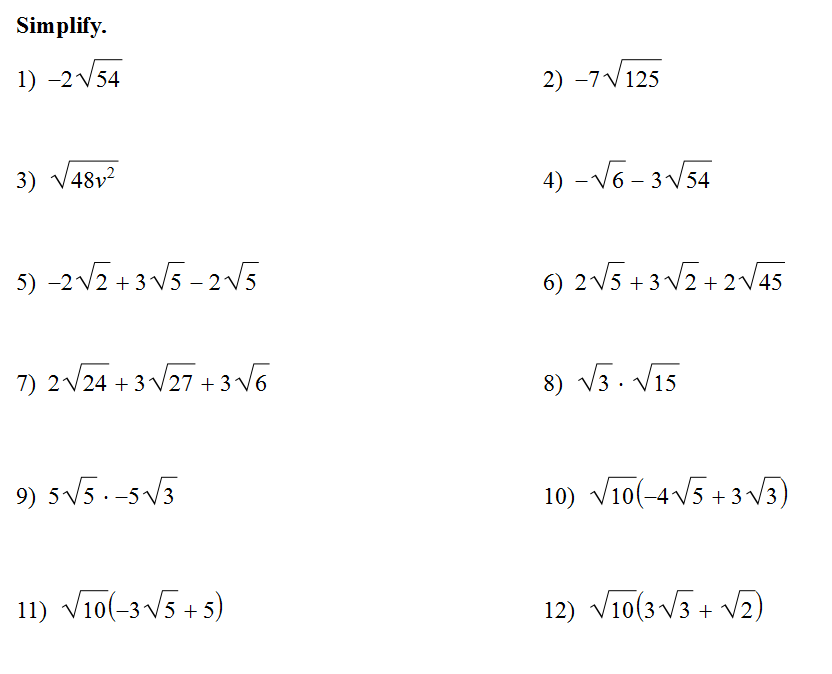 Simplify.
1) –2√54
2) –7√125
3) √48v²
4) –√6 – 3√54
5) –2√2 + 3√5 – 2√5
6) 2√5 + 3√2 + 2√45
7) 2√24 + 3√27 + 3√6
8) √3 · √15
9) 5√5 · –5√3
10) √10(–4√5 + 3√3)
11) √10(–3√5 + 5)
12) √10(3√3 + √2)